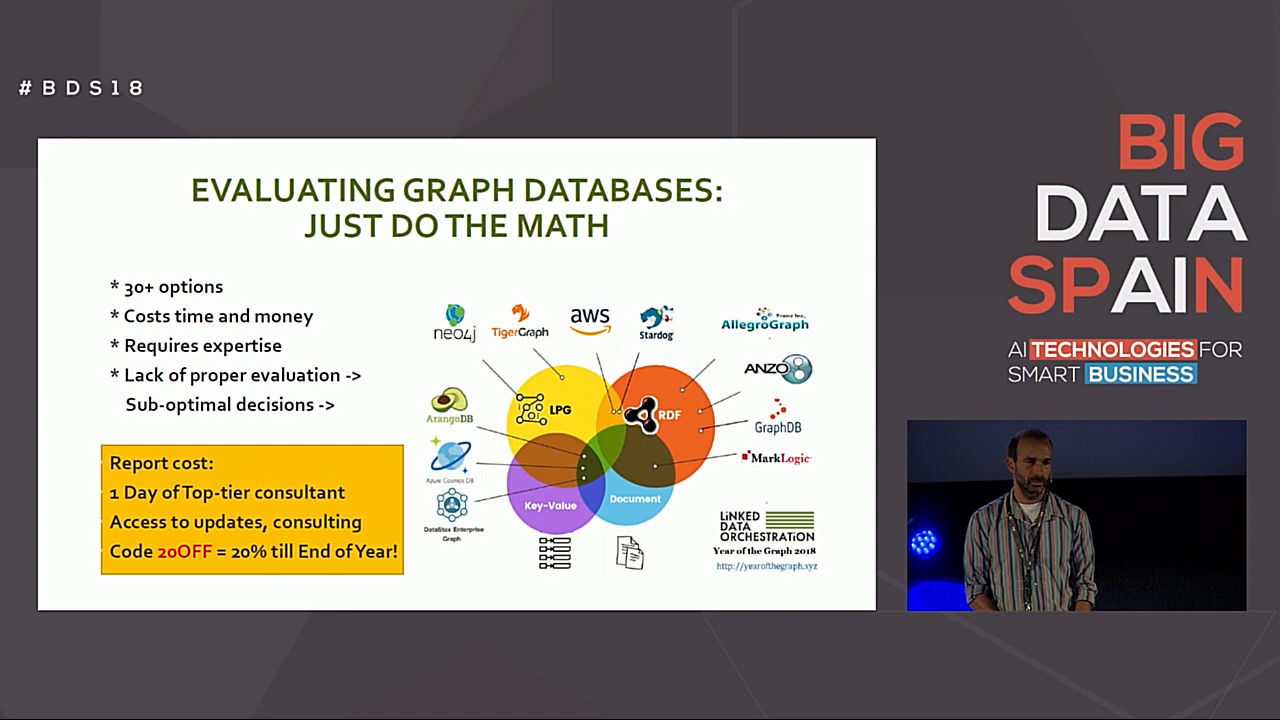 #BDS18
BIG
DATA
SPAIN
AI TECHNOLOGIES FOR
SMART BUSINESS
EVALUATING GRAPH DATABASES:
JUST DO THE MATH
* 30+ options
* Costs time and money
* Requires expertise
* Lack of proper evaluation ->
Sub-optimal decisions ->
Report cost:
1 Day of Top-tier consultant
Access to updates, consulting
Code 20OFF = 20% till End of Year!
neo4j
TigerGraph
aws
Stardog
Franz Inc.
AllegroGraph
ANZO
ArangoDB
LPG
RDF
GraphDB
Azure Cosmos DB
MarkLogic
Key-Value
Document
DataStax Enterprise
Graph
LINKED
DATA
ORCHESTRATION
Year of the Graph 2018
http://yearofthegraph.xyz